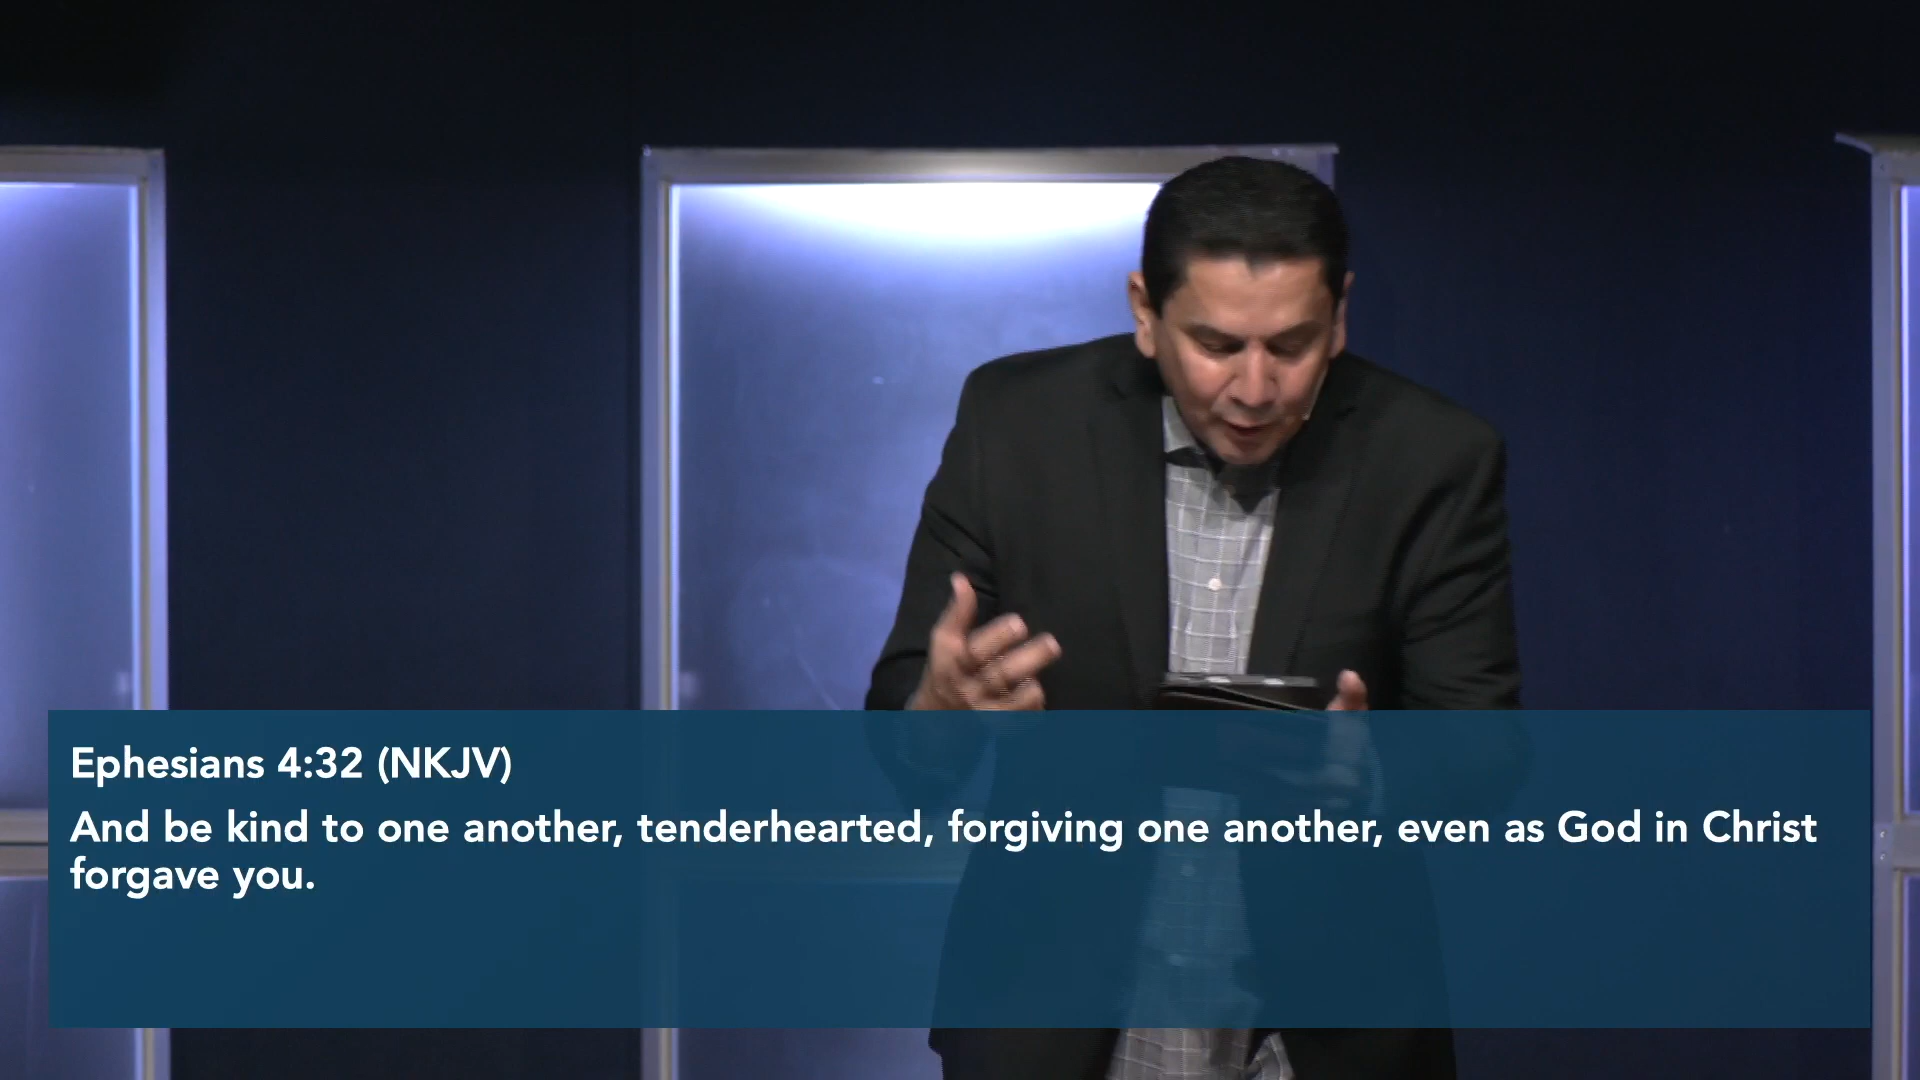 Ephesians 4:32 (NKJV)
And be kind to one another, tenderhearted, forgiving one another, even as God in Christ
forgave you.